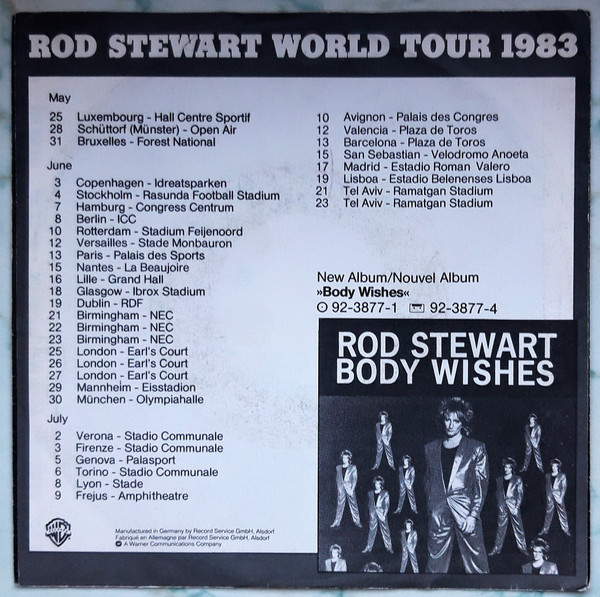 ROD STEWART WORLD TOUR 1983
May
25 Luxembourg - Hall Centre Sportif
28 Schüttorf (Münster) - Open Air
31 Bruxelles - Forest National
June
3 Copenhagen - Idreatsparken
4 Stockholm - Rasunda Football Stadium
7 Hamburg - Congress Centrum
8 Berlin - ICC
10 Rotterdam - Stadium Feijenoord
12 Versailles - Stade Monbauron
13 Paris - Palais des Sports
15 Nantes - La Beaujoire
16 Lille - Grand Hall
18 Glasgow - Ibrox Stadium
19 Dublin - RDF
21 Birmingham - NEC
22 Birmingham - NEC
23 Birmingham - NEC
25 London - Earl's Court
26 London - Earl's Court
27 London - Earl's Court
29 Mannheim - Eisstadion
30 München - Olympiahalle
July
2 Verona - Stadio Communale
3 Firenze - Stadio Communale
5 Genova - Palasport
6 Torino - Stadio Communale
8 Lyon - Stade
9 Frejus - Amphitheatre
10 Avignon - Palais des Congres
12 Valencia - Plaza de Toros
13 Barcelona - Plaza de Toros
15 San Sebastian - Velodromo Anoeta
17 Madrid - Estadio Roman Valero
19 Lisboa - Estadio Belenenses Lisboa
21 Tel Aviv - Ramatgan Stadium
23 Tel Aviv - Ramatgan Stadium
New Album/Nouvel Album
»Body Wishes«
92-3877-1 92-3877-4
ROD STEWART
BODY WISHES
Manufactured in Germany by Record Service GmbH, Alsdorf
Fabriqué en Allemagne par Record Service GmbH, Alsdorf
A Warner Communications Company